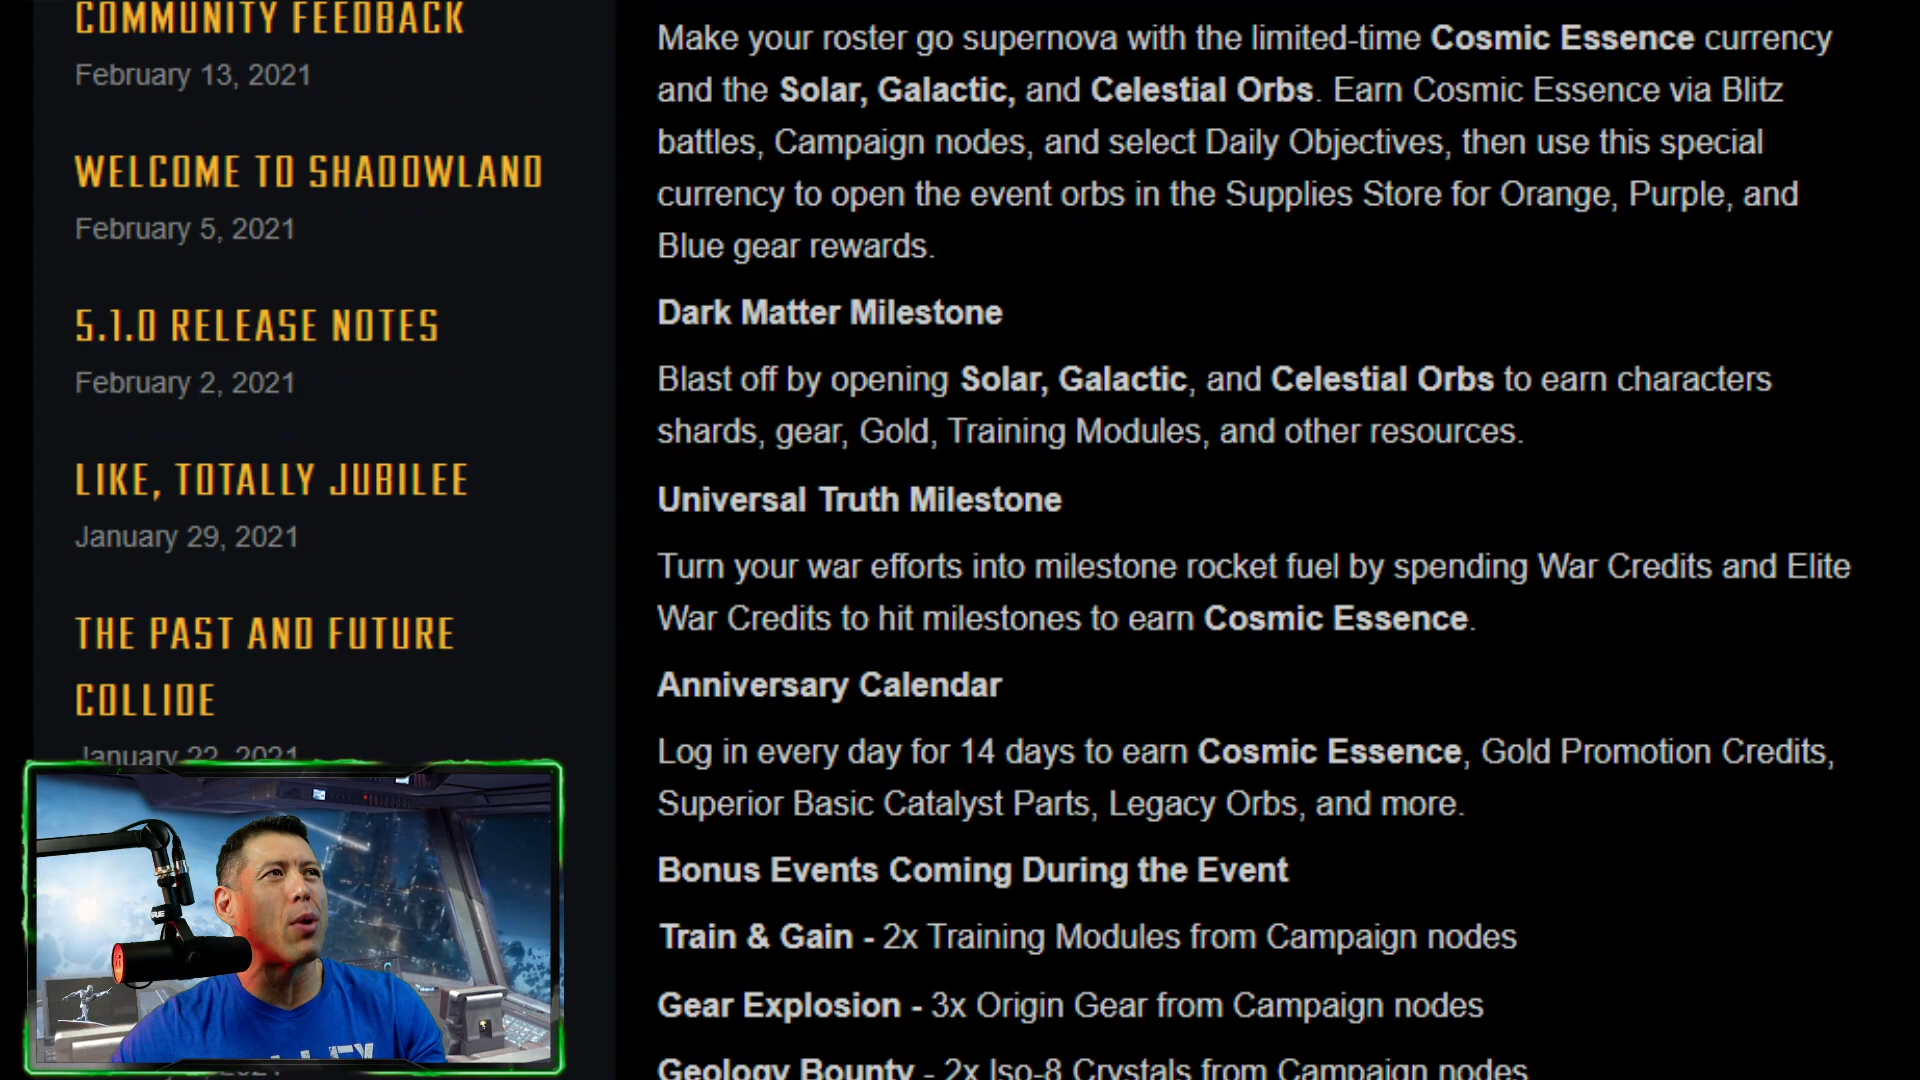 COMMUNITY FEEDBACK
February 13, 2021
WELCOME TO SHADOWLAND
February 5, 2021
5.1.0 RELEASE NOTES
February 2, 2021
LIKE, TOTALLY JUBILEE
January 29, 2021
THE PAST AND FUTURE
COLLIDE
January 22, 2021
Make your roster go supernova with the limited-time Cosmic Essence currency
and the Solar, Galactic, and Celestial Orbs. Earn Cosmic Essence via Blitz
battles, Campaign nodes, and select Daily Objectives, then use this special
currency to open the event orbs in the Supplies Store for Orange, Purple, and
Blue gear rewards.
Dark Matter Milestone
Blast off by opening Solar, Galactic, and Celestial Orbs to earn characters
shards, gear, Gold, Training Modules, and other resources.
Universal Truth Milestone
Turn your war efforts into milestone rocket fuel by spending War Credits and Elite
War Credits to hit milestones to earn Cosmic Essence.
Anniversary Calendar
Log in every day for 14 days to earn Cosmic Essence, Gold Promotion Credits,
Superior Basic Catalyst Parts, Legacy Orbs, and more.
Bonus Events Coming During the Event
Train & Gain - 2x Training Modules from Campaign nodes
Gear Explosion - 3x Origin Gear from Campaign nodes
Geology Bounty - 2x Iso-8 Crystals from Campaign nodes